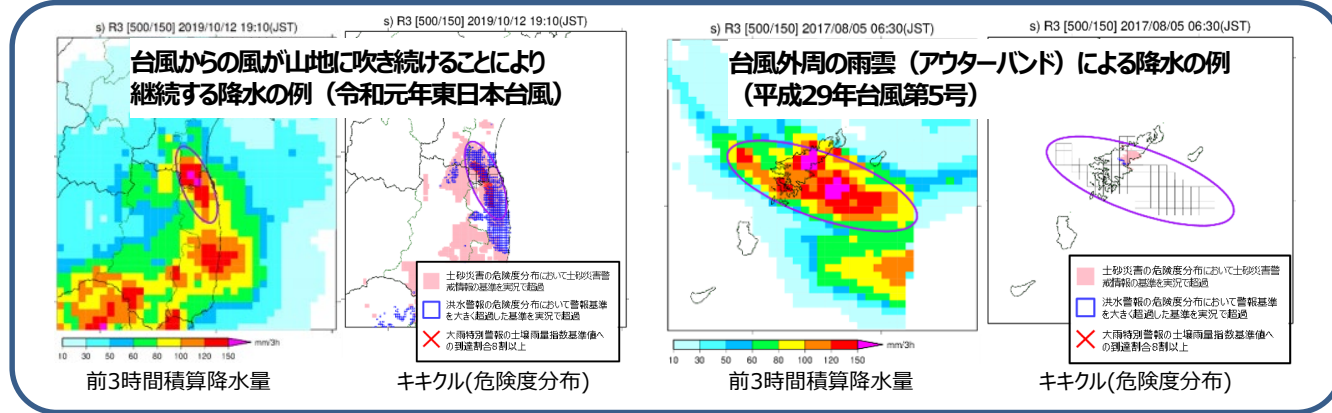 s) R3 [500/150] 2019/10/12 19:10(JST)
s) R3 [500/150] 2019/10/12 19:10(JST)
台風からの風が山地に吹き続けることにより
継続する降水の例（令和元年東日本台風）
土砂災害の危険度分布において土砂災害警
戒情報の基準を実況で超過
洪水警報の危険度分布において警報基準
を大きく超過した基準を実況で超過
大雨特別警報の土壌雨量指数基準値へ
の到達割合8割以上
10 30 50 80 100 120 150 mm/3h
前3時間積算降水量
キキクル(危険度分布)
s) R3 [500/150] 2017/08/05 06:30(JST)
s) R3 [500/150] 2017/08/05 06:30(JST)
台風外周の雨雲（アウターバンド）による降水の例
（平成29年台風第5号）
土砂災害の危険度分布において土砂災害警
戒情報の基準を実況で超過
洪水警報の危険度分布において警報基準
を大きく超過した基準を実況で超過
大雨特別警報の土壌雨量指数基準値へ
の到達割合8割以上
10 30 50 80 100 120 150 mm/3h
前3時間積算降水量
キキクル(危険度分布)